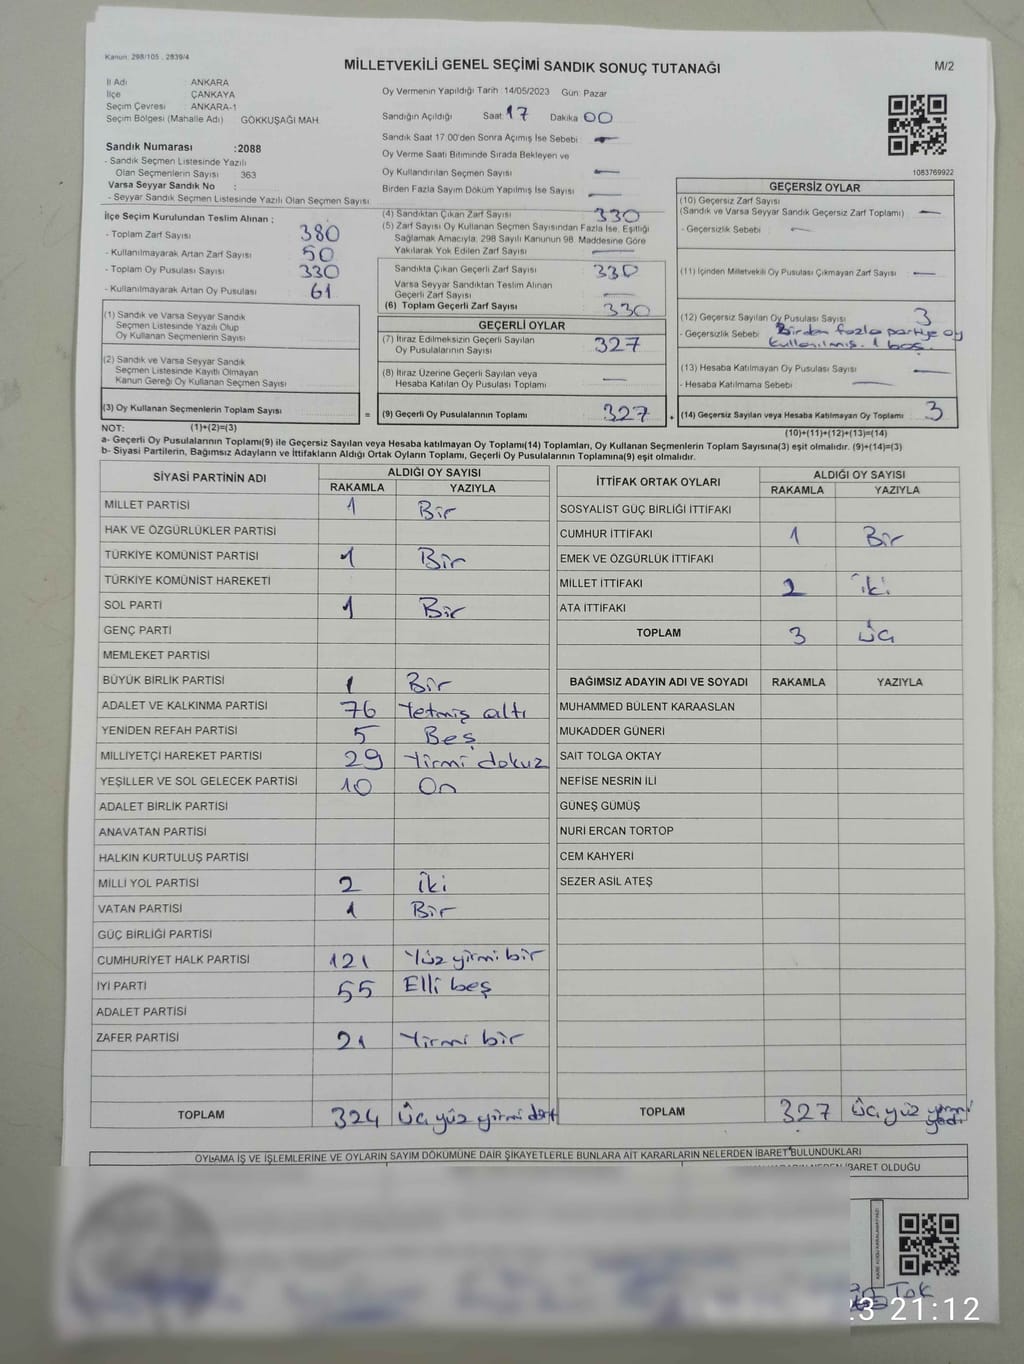 Kanun: 298/105 , 2839/4
MİLLETVEKİLİ GENEL SEÇİMİ SANDIK SONUÇ TUTANAĞI
M/2
İl Adı : ANKARA
İlçe : ÇANKAYA
Seçim Çevresi : ANKARA-1
Seçim Bölgesi (Mahalle Adı) : GÖKKUŞAĞI MAH.
Oy Vermenin Yapıldığı Tarih : 14/05/2023 Gün: Pazar
Sandığın Açıldığı Saat 17 Dakika 00
Sandık Saat 17:00'den Sonra Açılmış İse Sebebi : —
Oy Verme Saati Bitiminde Sırada Bekleyen ve
Oy Kullandırılan Seçmen Sayısı : —
Birden Fazla Sayım Döküm Yapılmış İse Sayısı : —
1083769922
Sandık Numarası :2088
- Sandık Seçmen Listesinde Yazılı
Olan Seçmenlerin Sayısı : 363
Varsa Seyyar Sandık No :
- Seyyar Sandık Seçmen Listesinde Yazılı Olan Seçmen Sayısı
İlçe Seçim Kurulundan Teslim Alınan ;
- Toplam Zarf Sayısı : 380
- Kullanılmayarak Artan Zarf Sayısı : 50
- Toplam Oy Pusulası Sayısı : 330
- Kullanılmayarak Artan Oy Pusulası : 61
(1) Sandık ve Varsa Seyyar Sandık
Seçmen Listesinde Yazılı Olup
Oy Kullanan Seçmenlerin Sayısı :
(2) Sandık ve Varsa Seyyar Sandık
Seçmen Listesinde Kayıtlı Olmayan
Kanun Gereği Oy Kullanan Seçmen Sayısı :
(3) Oy Kullanan Seçmenlerin Toplam Sayısı
(1)+(2)=(3)
(4) Sandıktan Çıkan Zarf Sayısı : 330
(5) Zarf Sayısı Oy Kullanan Seçmen Sayısından Fazla İse, Eşitliği
Sağlamak Amacıyla, 298 Sayılı Kanunun 98. Maddesine Göre
Yakılarak Yok Edilen Zarf Sayısı : —
Sandıkta Çıkan Geçerli Zarf Sayısı : 330
Varsa Seyyar Sandıktan Teslim Alınan
Geçerli Zarf Sayısı : —
(6) Toplam Geçerli Zarf Sayısı : 330
GEÇERLİ OYLAR
(7) İtiraz Edilmeksizin Geçerli Sayılan
Oy Pusulalarının Sayısı : 327
(8) İtiraz Üzerine Geçerli Sayılan veya
Hesaba Katılan Oy Pusulası Toplamı : —
= (9) Geçerli Oy Pusulalarının Toplamı : 327 +
GEÇERSİZ OYLAR
(10) Geçersiz Zarf Sayısı
(Sandık ve Varsa Seyyar Sandık Geçersiz Zarf Toplamı) : —
- Geçersizlik Sebebi : —
(11) İçinden Milletvekili Oy Pusulası Çıkmayan Zarf Sayısı : —
(12) Geçersiz Sayılan Oy Pusulası Sayısı : 3
- Geçersizlik Sebebi : Birden fazla partiye oy
kullanılmış. 1 boş.
(13) Hesaba Katılmayan Oy Pusulası Sayısı : —
- Hesaba Katılmama Sebebi : —
(14) Geçersiz Sayılan veya Hesaba Katılmayan Oy Toplamı : 3
(10)+(11)+(12)+(13)=(14)
NOT:
a- Geçerli Oy Pusulalarının Toplamı(9) ile Geçersiz Sayılan veya Hesaba katılmayan Oy Toplamı(14) Toplamları, Oy Kullanan Seçmenlerin Toplam Sayısına(3) eşit olmalıdır. (9)+(14)=(3)
b- Siyasi Partilerin, Bağımsız Adayların ve İttifakların Aldığı Ortak Oyların Toplamı, Geçerli Oy Pusulalarının Toplamına(9) eşit olmalıdır.
SİYASİ PARTİNİN ADI ALDIĞI OY SAYISI
RAKAMLA YAZIYLA
MİLLET PARTİSİ 1 Bir
HAK VE ÖZGÜRLÜKLER PARTİSİ
TÜRKİYE KOMÜNİST PARTİSİ 1 Bir
TÜRKİYE KOMÜNİST HAREKETİ
SOL PARTİ 1 Bir
GENÇ PARTİ
MEMLEKET PARTİSİ
BÜYÜK BİRLİK PARTİSİ 1 Bir
ADALET VE KALKINMA PARTİSİ 76 Yetmiş altı
YENİDEN REFAH PARTİSİ 5 Beş
MİLLİYETÇİ HAREKET PARTİSİ 29 Yirmi dokuz
YEŞİLLER VE SOL GELECEK PARTİSİ 10 On
ADALET BİRLİK PARTİSİ
ANAVATAN PARTİSİ
HALKIN KURTULUŞ PARTİSİ
MİLLİ YOL PARTİSİ 2 İki
VATAN PARTİSİ 1 Bir
GÜÇ BİRLİĞİ PARTİSİ
CUMHURİYET HALK PARTİSİ 121 Yüz yirmi bir
İYİ PARTİ 55 Elli beş
ADALET PARTİSİ
ZAFER PARTİSİ 21 Yirmi bir
TOPLAM 324 Üç yüz yirmi dört
İTTİFAK ORTAK OYLARI ALDIĞI OY SAYISI
RAKAMLA YAZIYLA
SOSYALİST GÜÇ BİRLİĞİ İTTİFAKI
CUMHUR İTTİFAKI 1 Bir
EMEK VE ÖZGÜRLÜK İTTİFAKI
MİLLET İTTİFAKI 2 İki
ATA İTTİFAKI
TOPLAM 3 Üç
BAĞIMSIZ ADAYIN ADI VE SOYADI RAKAMLA YAZIYLA
MUHAMMED BÜLENT KARAASLAN
MUKADDER GÜNERİ
SAİT TOLGA OKTAY
NEFİSE NESRİN İLİ
GÜNEŞ GÜMÜŞ
NURİ ERCAN TORTOP
CEM KAHYERİ
SEZER ASİL ATEŞ
TOPLAM 327 Üç yüz yirmi yedi
OYLAMA İŞ VE İŞLEMLERİNE VE OYLARIN SAYIM DÖKÜMÜNE DAİR ŞİKAYETLERLE BUNLARA AİT KARARLARIN NELERDEN İBARET BULUNDUKLARI
İBARET OLDUĞU
21:12